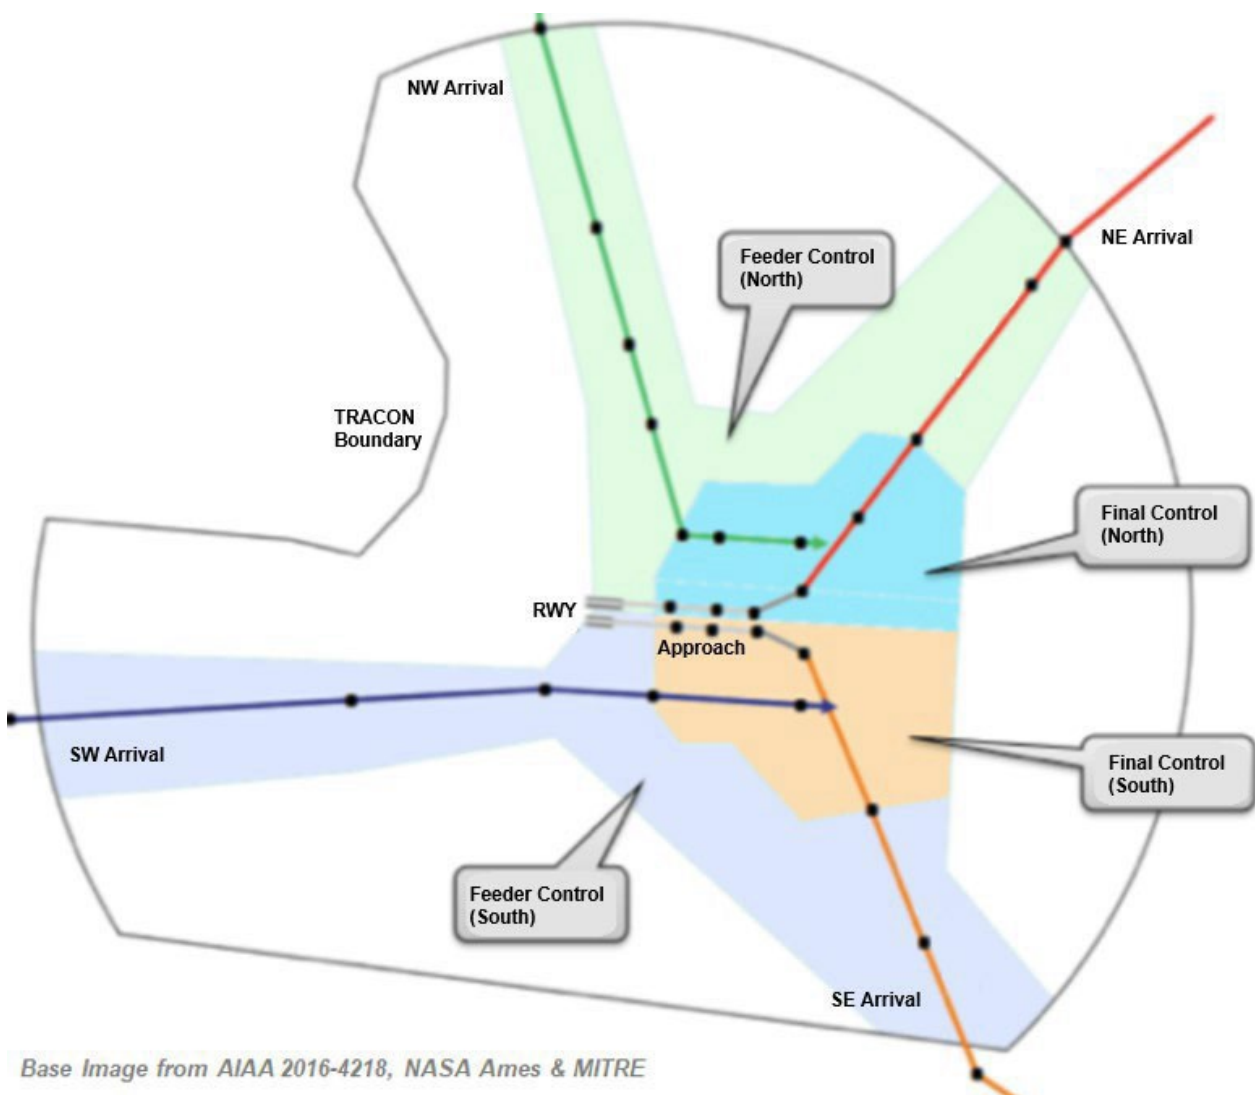 NW Arrival
NE Arrival
Feeder Control
(North)
TRACON
Boundary
Final Control
(North)
RWY
Approach
SW Arrival
Final Control
(South)
Feeder Control
(South)
SE Arrival
Base Image from AIAA 2016-4218, NASA Ames & MITRE